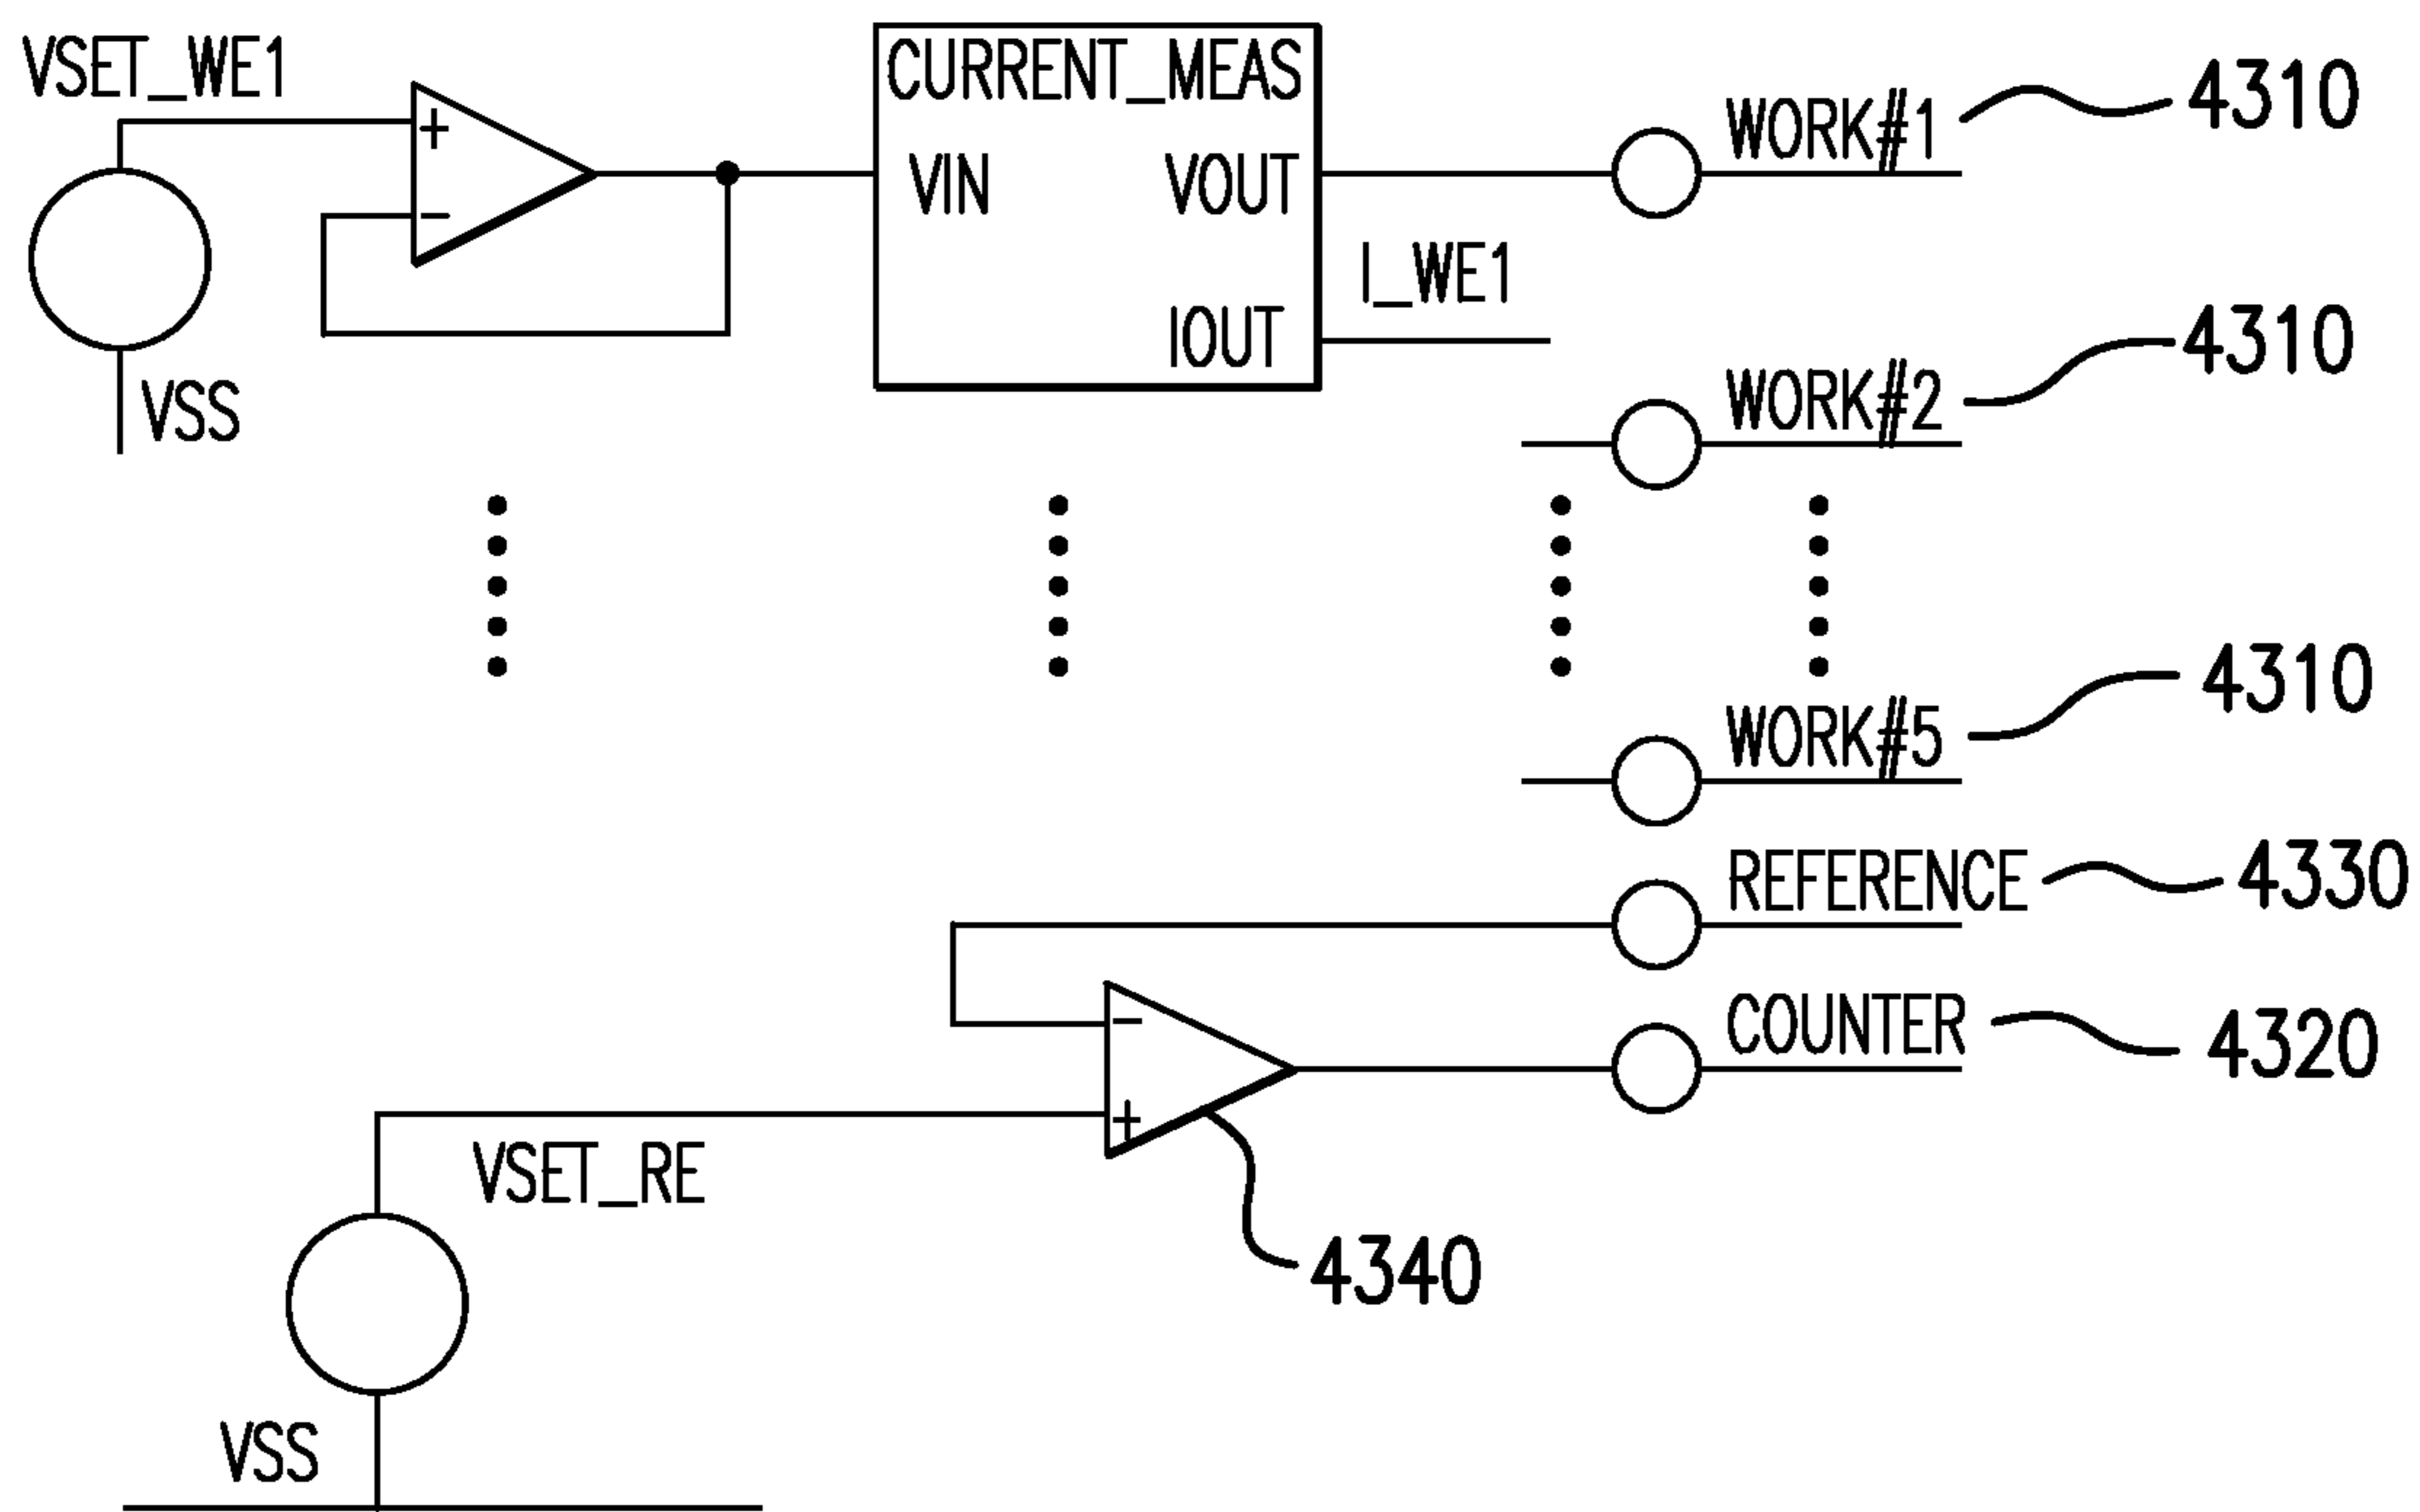 VSET_WE1
+
−
VSS
CURRENT_MEAS
VIN
VOUT
IOUT
I_WE1
WORK#1
4310
WORK#2
4310
WORK#5
4310
REFERENCE
4330
COUNTER
4320
−
+
4340
VSET_RE
VSS